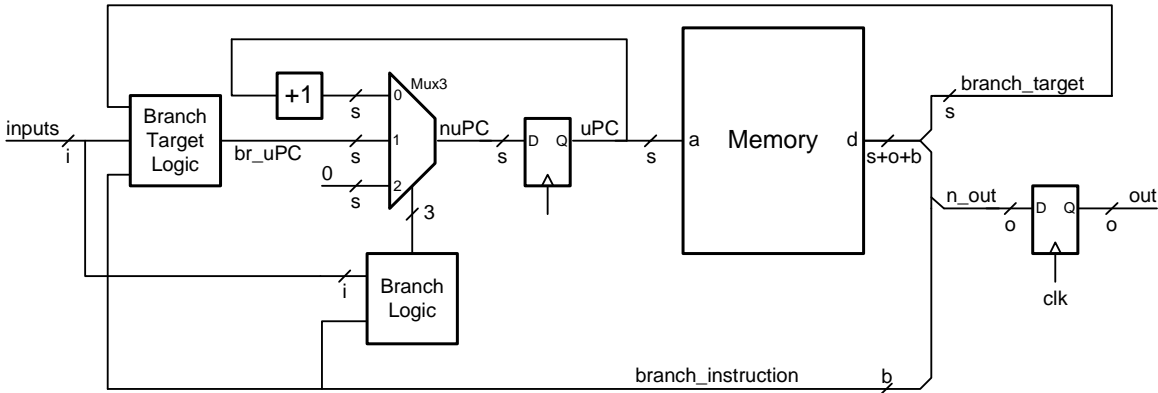 branch_target
s
Mux3
+1
s
0
Branch
Target
Logic
inputs
i
br_uPC
s
1
nuPC
s
D
Q
uPC
s
a
Memory
d
s+o+b
0
s
2
3
n_out
o
D
Q
out
o
clk
i
Branch
Logic
branch_instruction
b